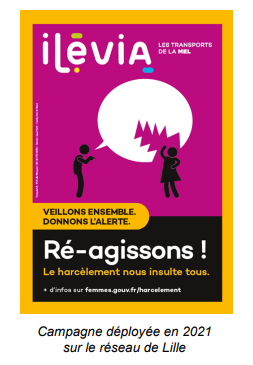 ilévia
LES TRANSPORTS
DE LA MEL
VEILLONS ENSEMBLE.
DONNONS L'ALERTE.
Ré-agissons !
Le harcèlement nous insulte tous.
+ d'infos sur femmes.gouv.fr/harcelement
Campagne déployée en 2021
sur le réseau de Lille